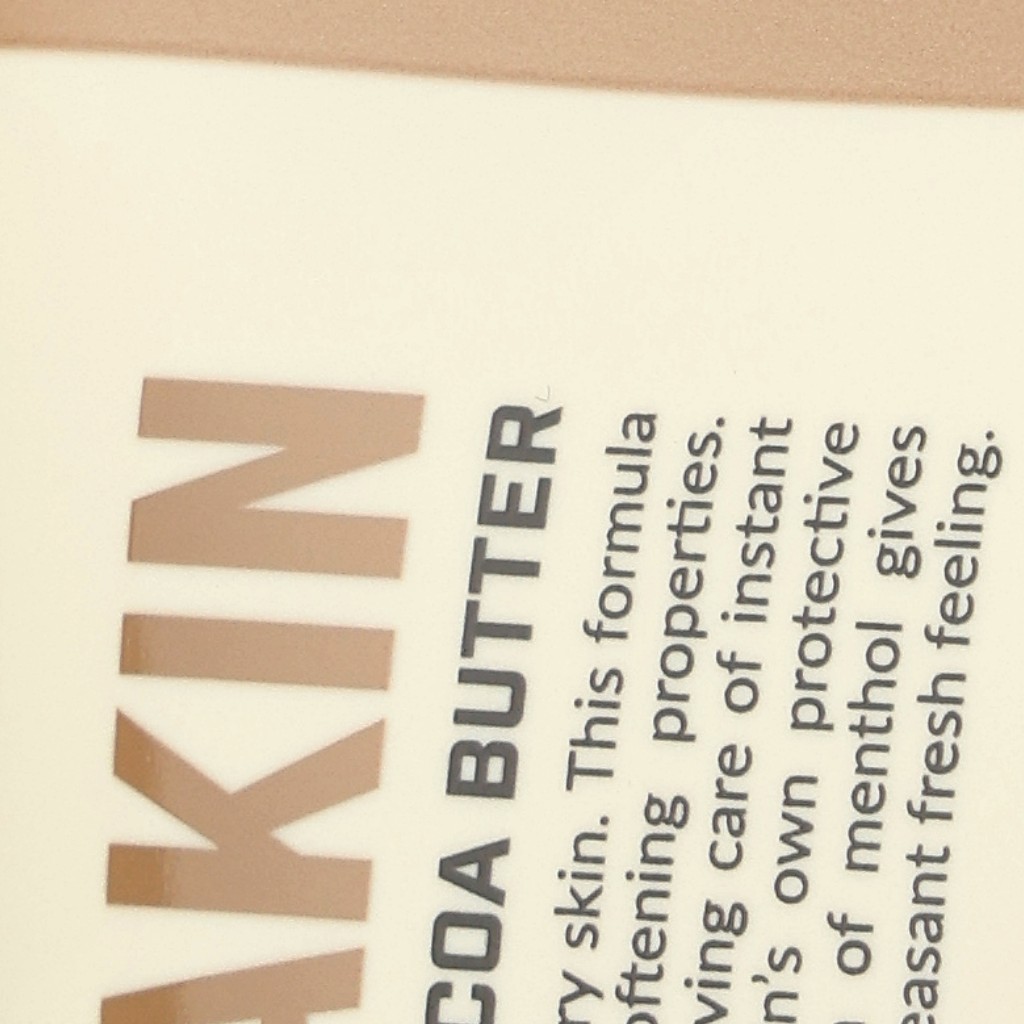 AKIN
COA BUTTER
ry skin. This formula
oftening properties.
ving care of instant
n's own protective
of menthol gives
easant fresh feeling.